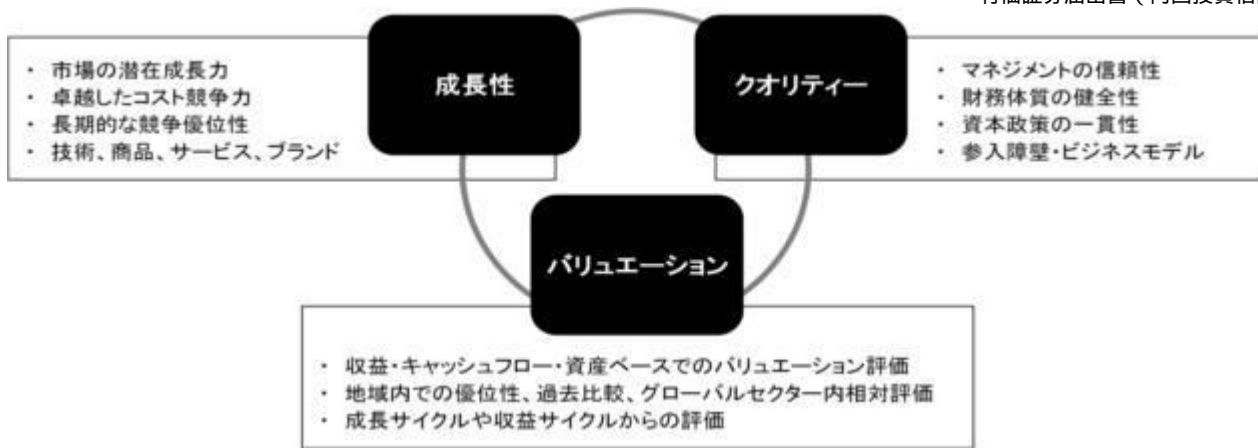 成長性
・ 市場の潜在成長力
・ 卓越したコスト競争力
・ 長期的な競争優位性
・ 技術、商品、サービス、ブランド
クオリティー
・ マネジメントの信頼性
・ 財務体質の健全性
・ 資本政策の一貫性
・ 参入障壁・ビジネスモデル
バリュエーション
・ 収益・キャッシュフロー・資産ベースでのバリュエーション評価
・ 地域内での優位性、過去比較、グローバルセクター内相対評価
・ 成長サイクルや収益サイクルからの評価